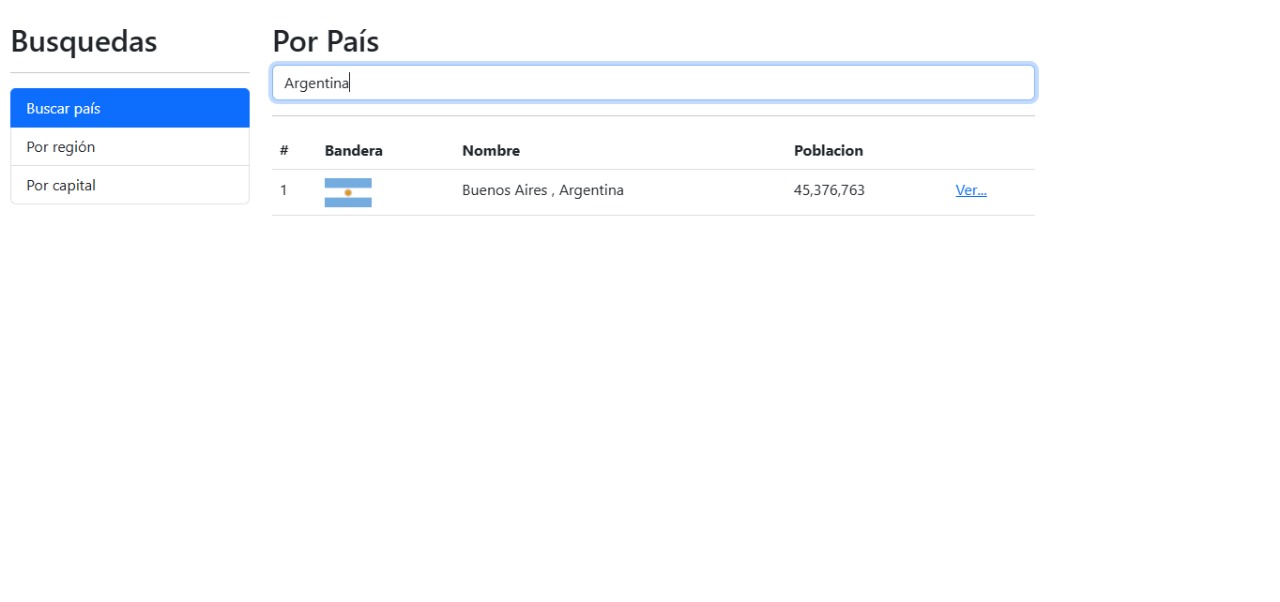 Busquedas
Buscar país
Por región
Por capital
Por País
Argentina
# Bandera Nombre Poblacion
1 Buenos Aires , Argentina 45,376,763 Ver...